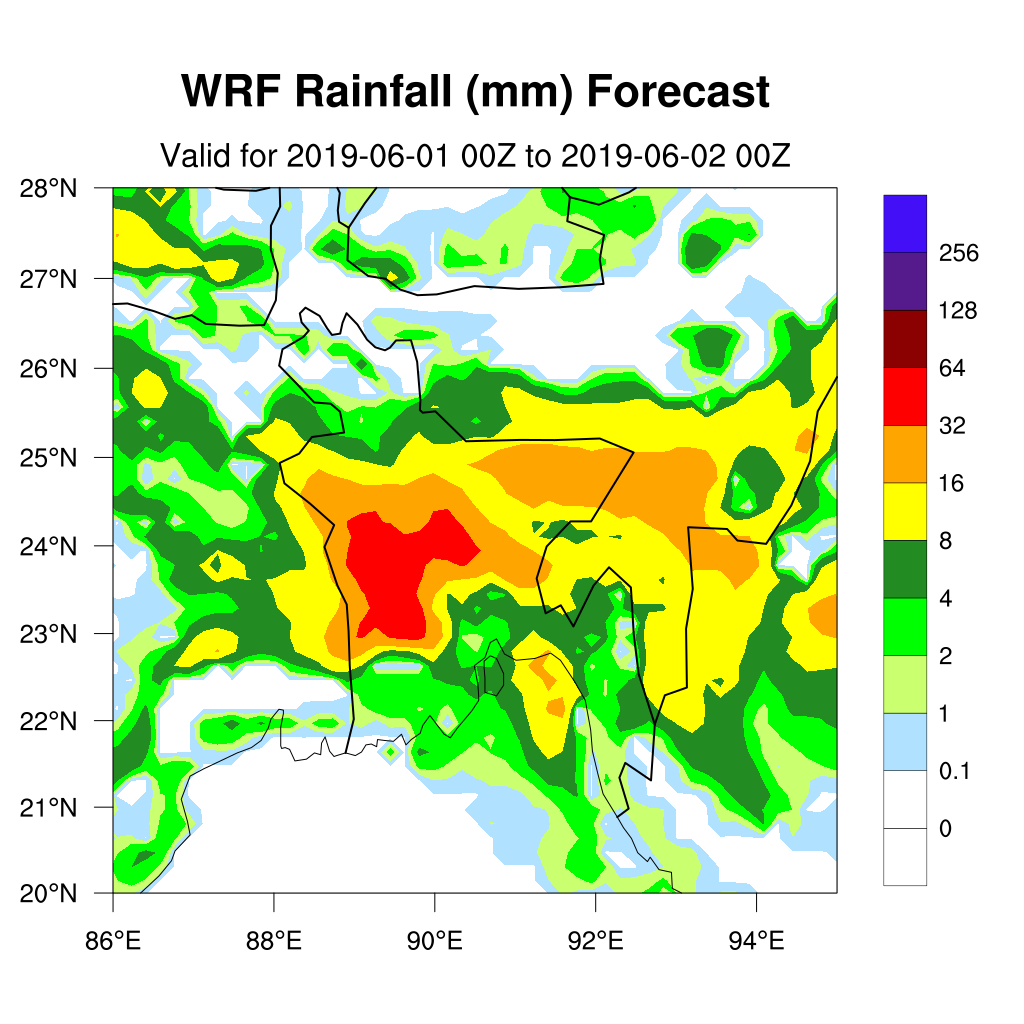 WRF Rainfall (mm) Forecast
Valid for 2019-06-01 00Z to 2019-06-02 00Z
28°N
27°N
26°N
25°N
24°N
23°N
22°N
21°N
20°N
86°E
88°E
90°E
92°E
94°E
256
128
64
32
16
8
4
2
1
0.1
0